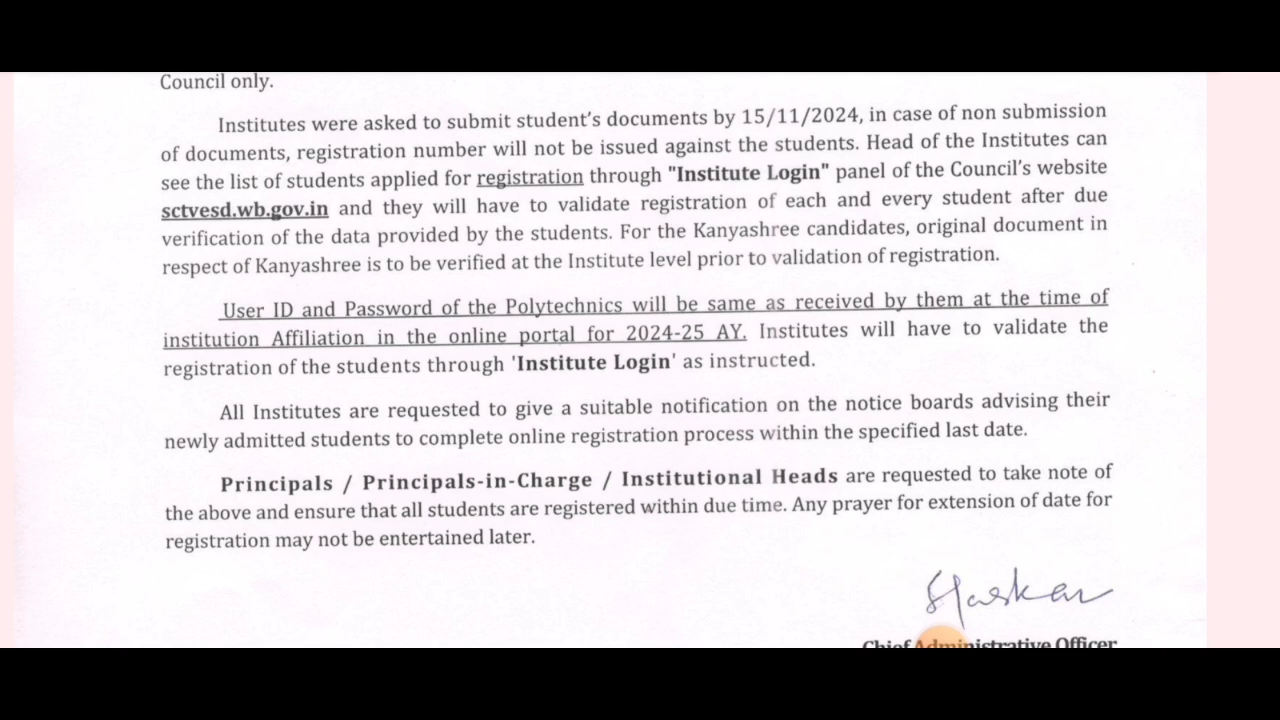 Council only.
Institutes were asked to submit student's documents by 15/11/2024, in case of non submission
of documents, registration number will not be issued against the students. Head of the Institutes can
see the list of students applied for registration through "Institute Login" panel of the Council's website
sctvesd.wb.gov.in and they will have to validate registration of each and every student after due
verification of the data provided by the students. For the Kanyashree candidates, original document in
respect of Kanyashree is to be verified at the Institute level prior to validation of registration.
User ID and Password of the Polytechnics will be same as received by them at the time of
institution Affiliation in the online portal for 2024-25 AY. Institutes will have to validate the
registration of the students through 'Institute Login' as instructed.
All Institutes are requested to give a suitable notification on the notice boards advising their
newly admitted students to complete online registration process within the specified last date.
Principals / Principals-in-Charge / Institutional Heads are requested to take note of
the above and ensure that all students are registered within due time. Any prayer for extension of date for
registration may not be entertained later.
Chief Administrative Officer